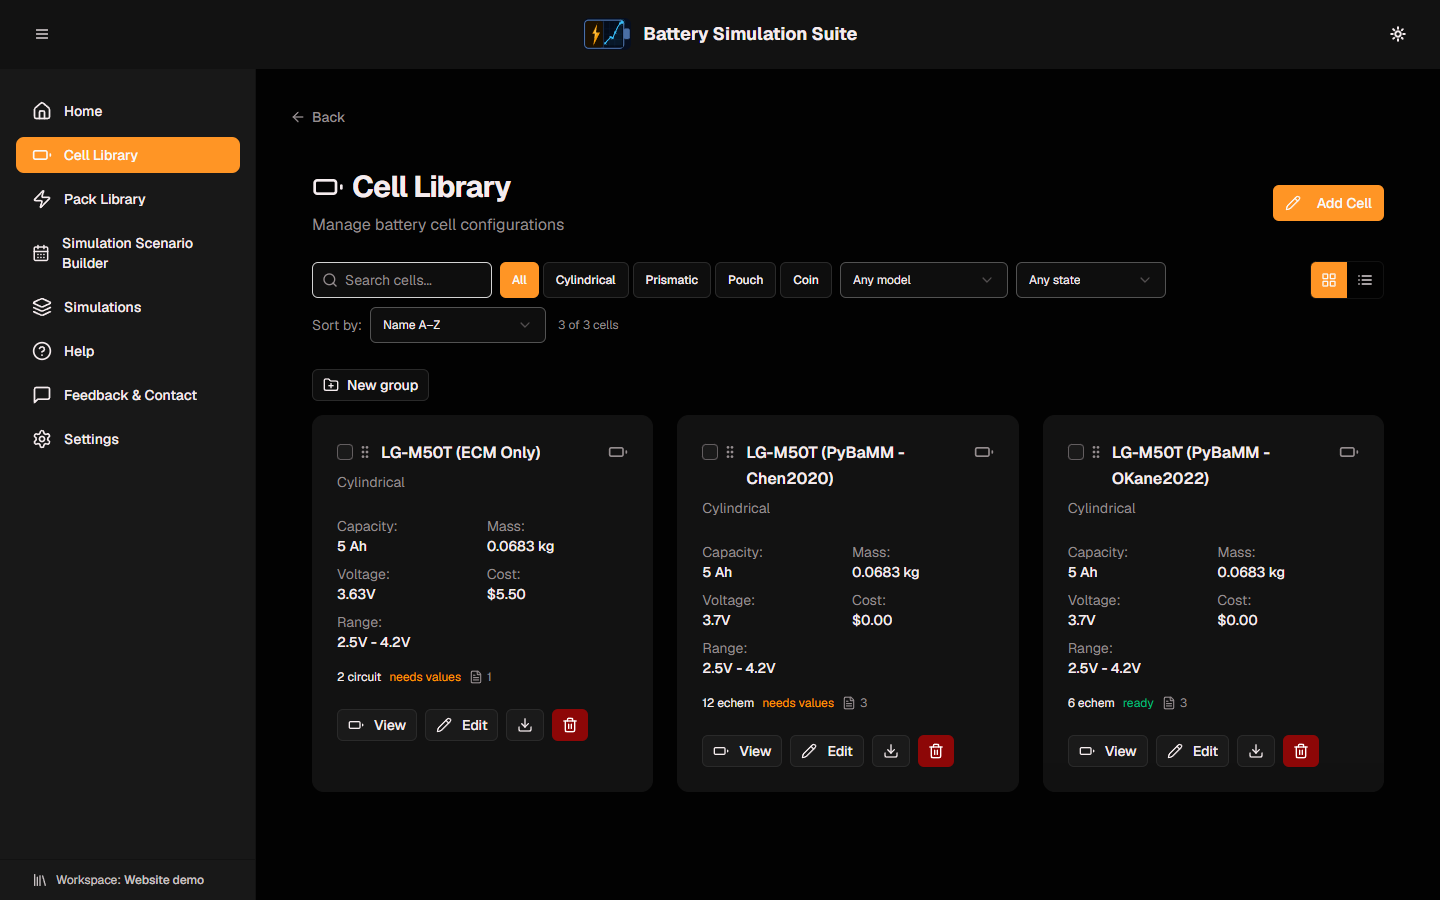 Battery Simulation Suite
Home
Cell Library
Pack Library
Simulation Scenario
Builder
Simulations
Help
Feedback & Contact
Settings
Workspace: Website demo
Back
Cell Library
Manage battery cell configurations
Add Cell
Search cells...
All
Cylindrical
Prismatic
Pouch
Coin
Any model
Any state
Sort by:
Name A–Z
3 of 3 cells
New group
LG-M50T (ECM Only)
Cylindrical
Capacity:
5 Ah
Mass:
0.0683 kg
Voltage:
3.63V
Cost:
$5.50
Range:
2.5V - 4.2V
2 circuit needs values 1
View
Edit
LG-M50T (PyBaMM -
Chen2020)
Cylindrical
Capacity:
5 Ah
Mass:
0.0683 kg
Voltage:
3.7V
Cost:
$0.00
Range:
2.5V - 4.2V
12 echem needs values 3
View
Edit
LG-M50T (PyBaMM -
OKane2022)
Cylindrical
Capacity:
5 Ah
Mass:
0.0683 kg
Voltage:
3.7V
Cost:
$0.00
Range:
2.5V - 4.2V
6 echem ready 3
View
Edit